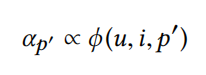 α_{p′} ∝ ϕ(u, i, p′)